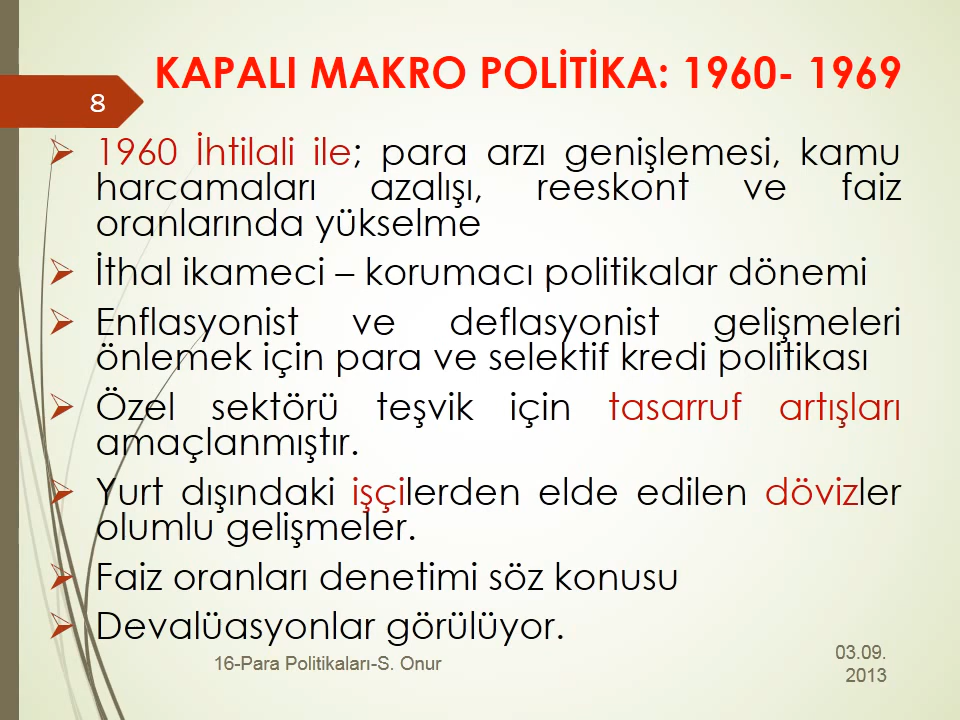 KAPALI MAKRO POLİTİKA: 1960- 1969
8
1960 İhtilali ile; para arzı genişlemesi, kamu
harcamaları azalışı, reeskont ve faiz
oranlarında yükselme
İthal ikameci – korumacı politikalar dönemi
Enflasyonist ve deflasyonist gelişmeleri
önlemek için para ve selektif kredi politikası
Özel sektörü teşvik için tasarruf artışları
amaçlanmıştır.
Yurt dışındaki işçilerden elde edilen dövizler
olumlu gelişmeler.
Faiz oranları denetimi söz konusu
Devalüasyonlar görülüyor.
16-Para Politikaları-S. Onur
03.09.
2013